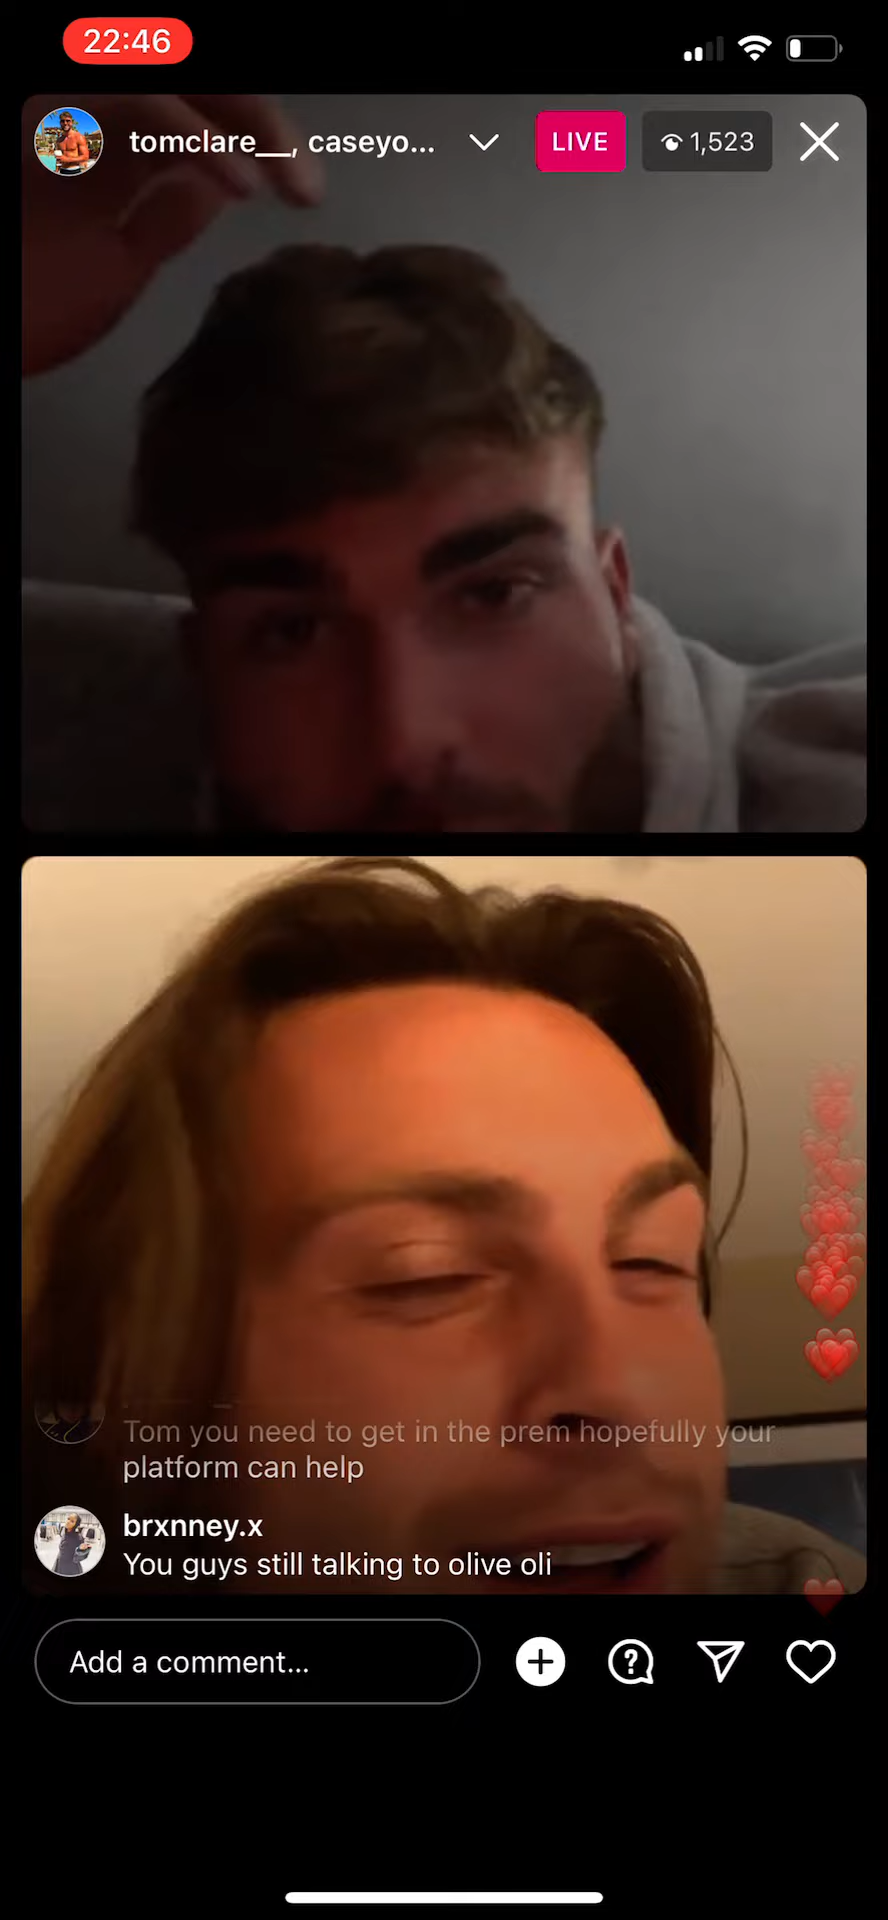 22:46
tomclare__, caseyo...
LIVE
1,523
Tom you need to get in the prem hopefully your
platform can help
brxnney.x
You guys still talking to olive oli
Add a comment...